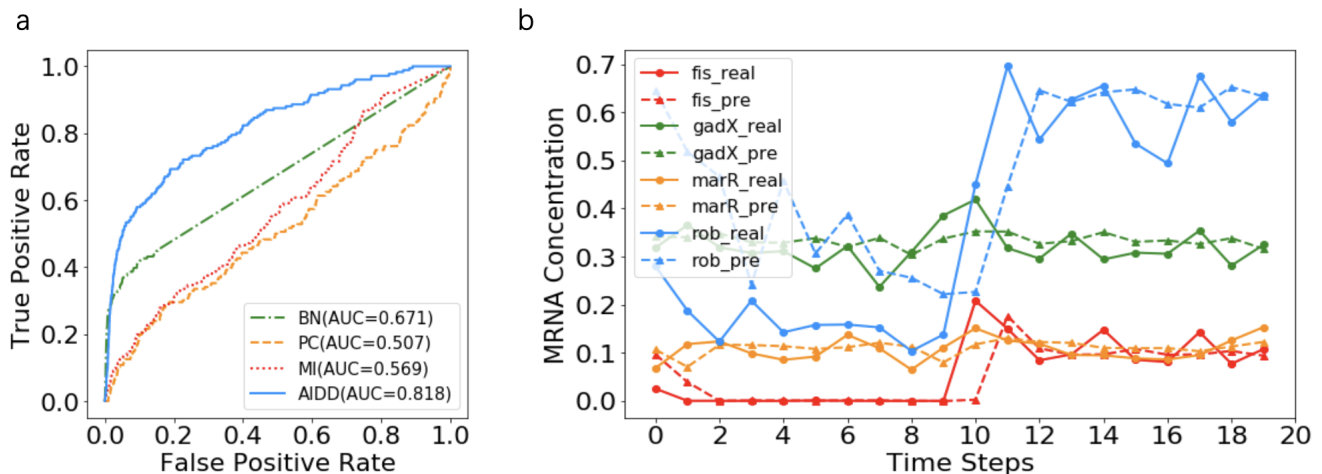 a
b
True Positive Rate
1.0
0.8
0.6
0.4
0.2
0.0
BN(AUC=0.671)
PC(AUC=0.507)
MI(AUC=0.569)
AIDD(AUC=0.818)
0.0 0.2 0.4 0.6 0.8 1.0
False Positive Rate
MRNA Concentration
0.7
0.6
0.5
0.4
0.3
0.2
0.1
0.0
fis_real
fis_pre
gadX_real
gadX_pre
marR_real
marR_pre
rob_real
rob_pre
0 2 4 6 8 10 12 14 16 18 20
Time Steps